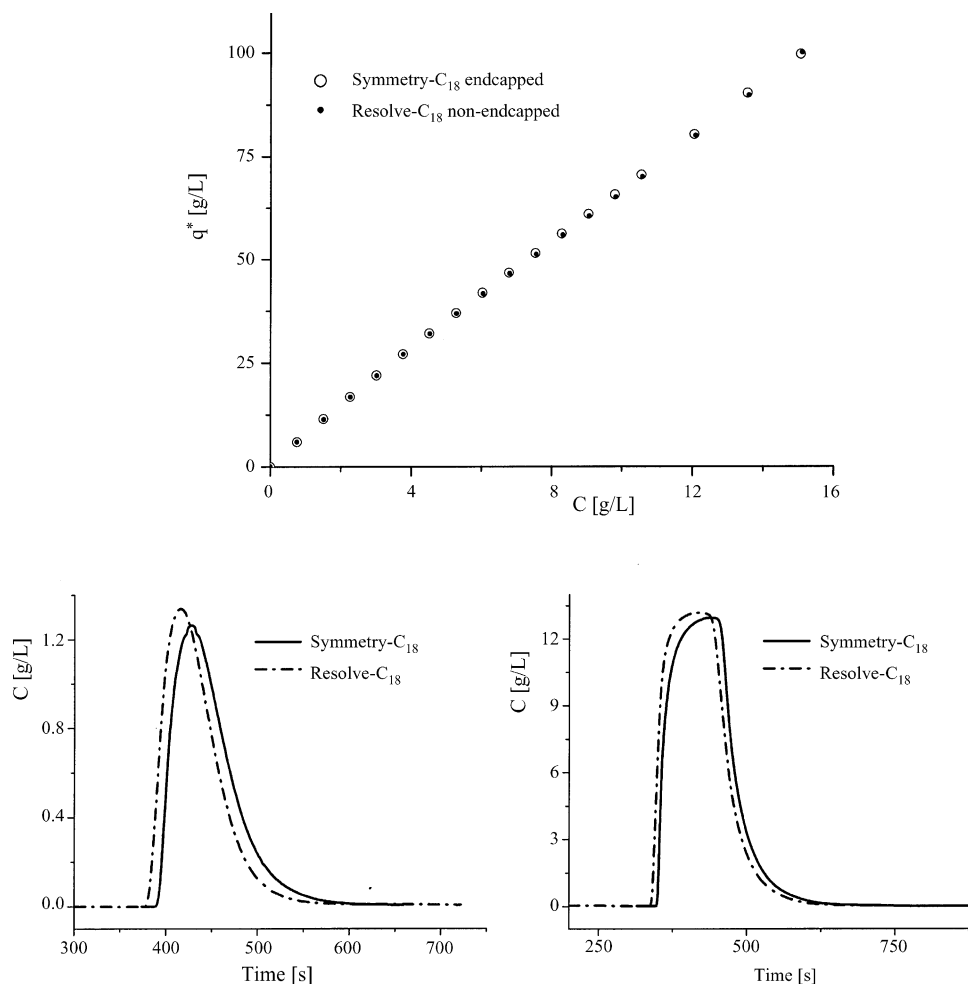 100
Symmetry-C18 endcapped
Resolve-C18 non-endcapped
75
q* [g/L]
50
25
0
0 4 8 12 16
C [g/L]
1.2
Symmetry-C18
Resolve-C18
C [g/L]
0.8
0.4
0.0
300 400 500 600 700
Time [s]
12
Symmetry-C18
Resolve-C18
C [g/L]
9
6
3
0
250 500 750
Time [s]